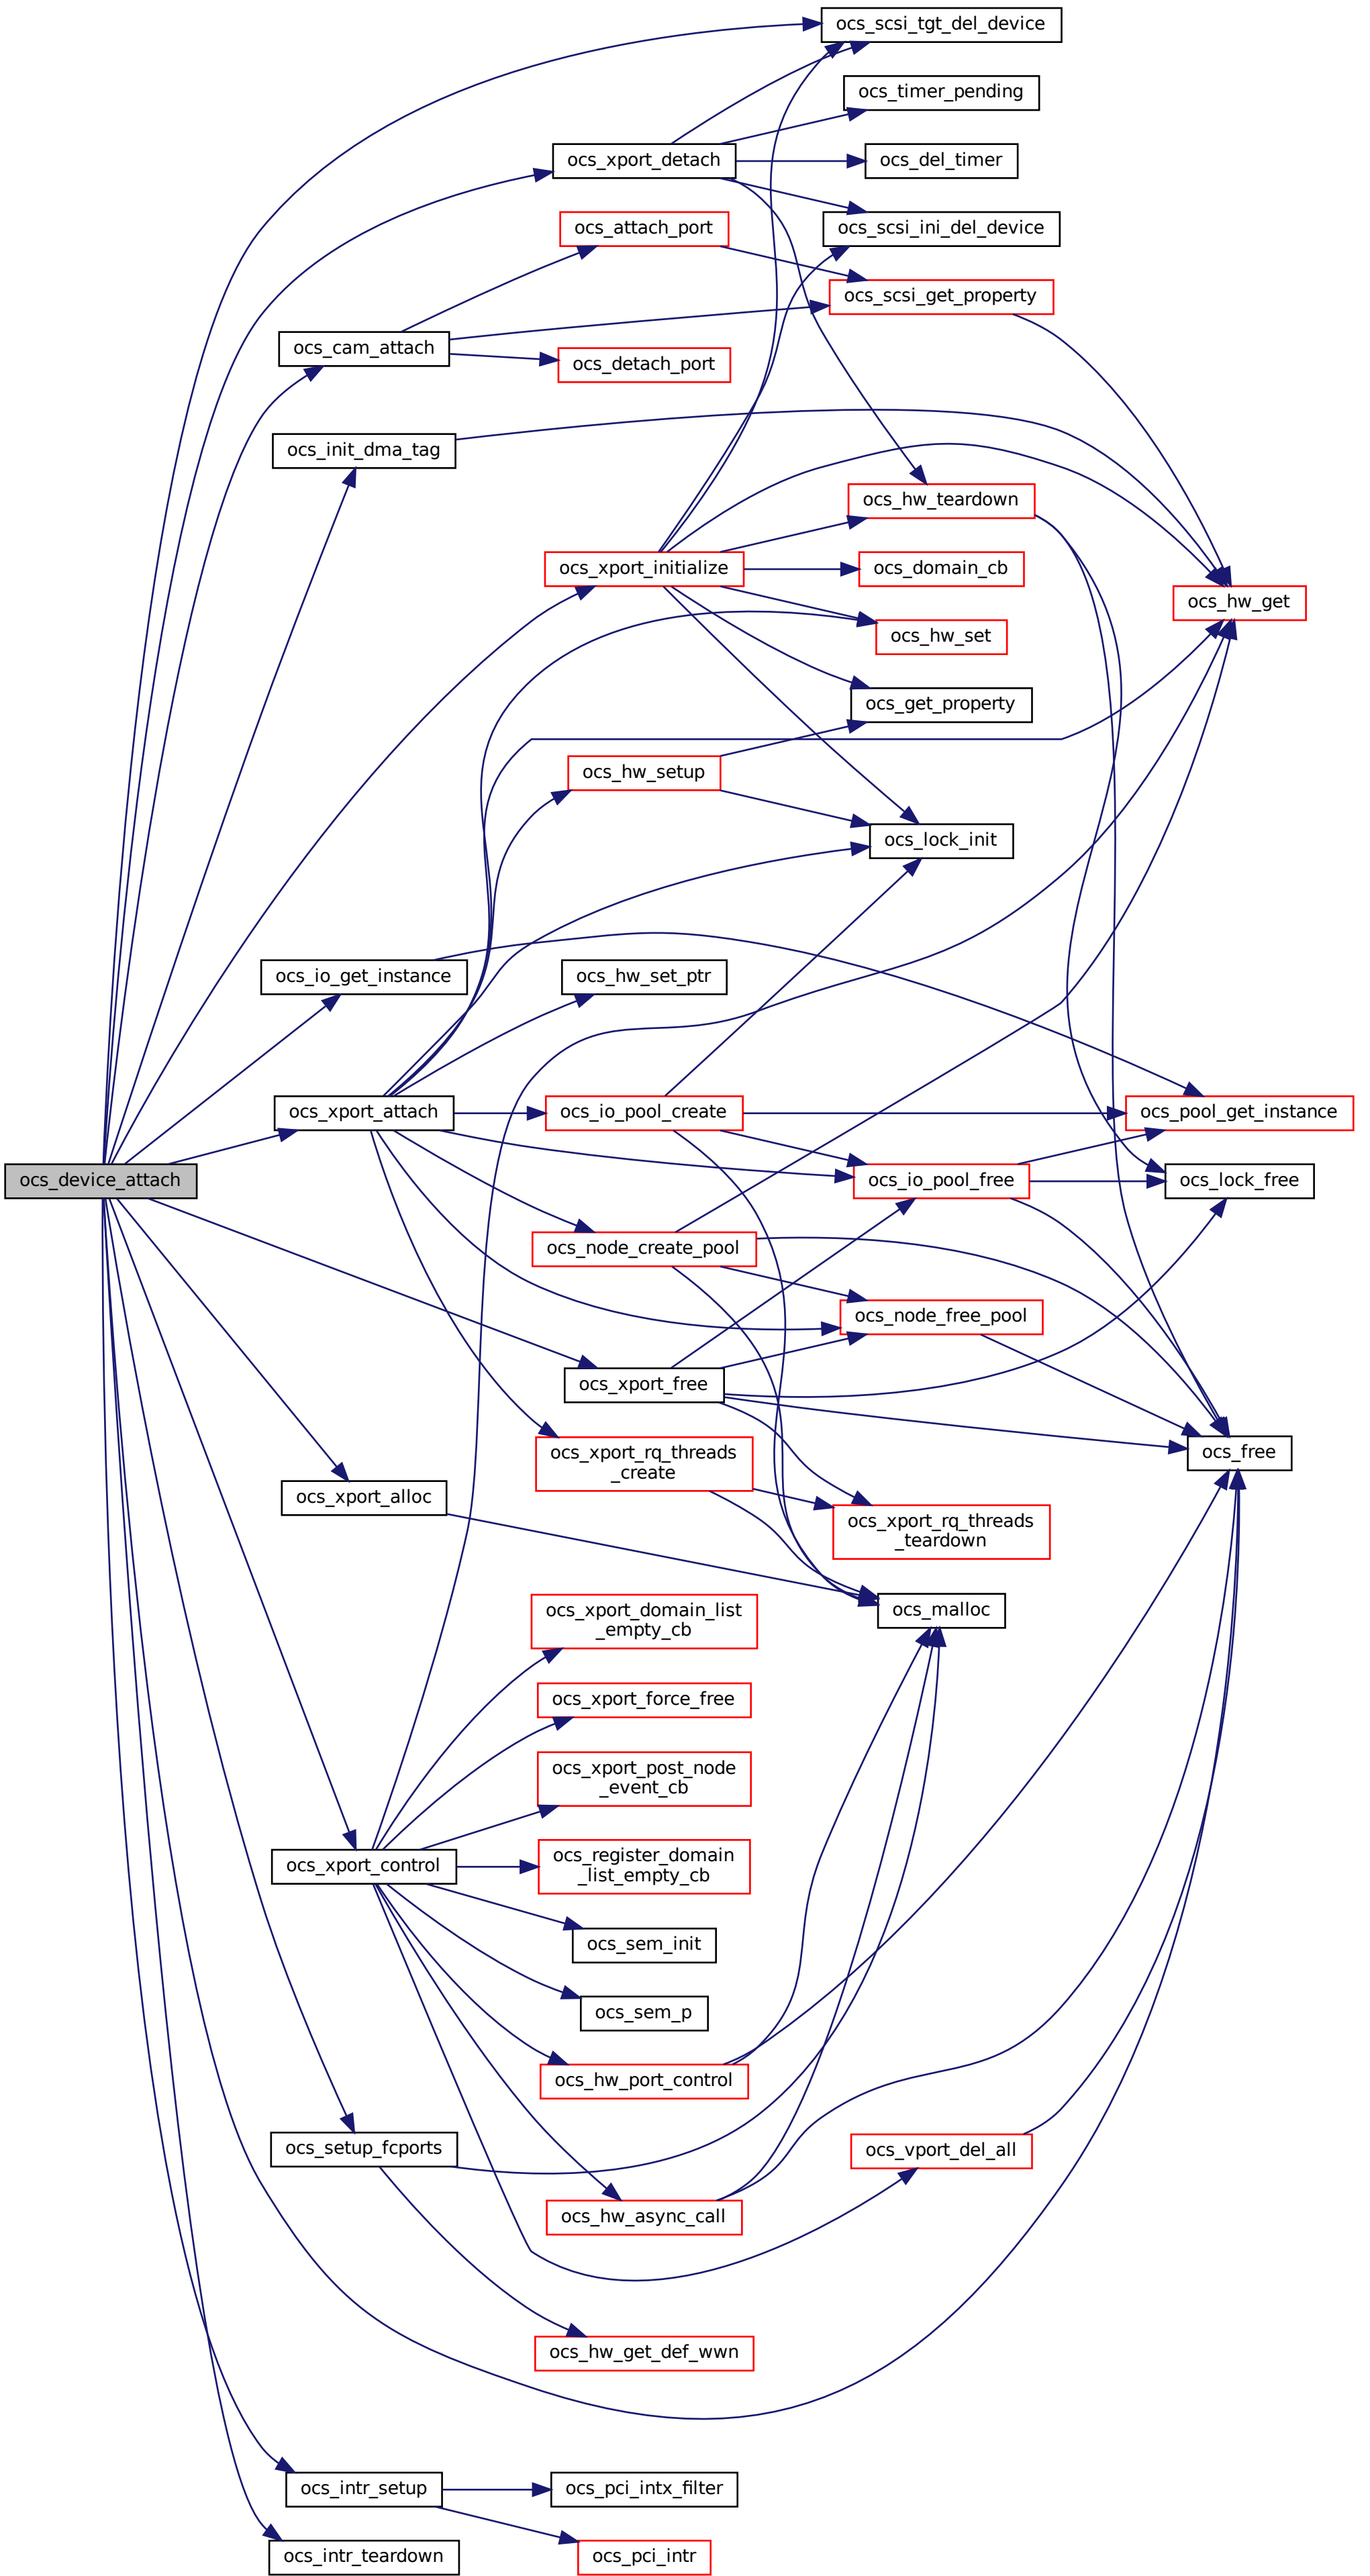 ocs_scsi_tgt_del_device
ocs_timer_pending
ocs_xport_detach
ocs_del_timer
ocs_attach_port
ocs_scsi_ini_del_device
ocs_scsi_get_property
ocs_cam_attach
ocs_detach_port
ocs_init_dma_tag
ocs_hw_teardown
ocs_xport_initialize
ocs_domain_cb
ocs_hw_get
ocs_hw_set
ocs_get_property
ocs_hw_setup
ocs_lock_init
ocs_io_get_instance
ocs_hw_set_ptr
ocs_xport_attach
ocs_io_pool_create
ocs_pool_get_instance
ocs_device_attach
ocs_io_pool_free
ocs_lock_free
ocs_node_create_pool
ocs_node_free_pool
ocs_xport_free
ocs_xport_rq_threads
_create
ocs_free
ocs_xport_alloc
ocs_xport_rq_threads
_teardown
ocs_malloc
ocs_xport_domain_list
_empty_cb
ocs_xport_force_free
ocs_xport_post_node
_event_cb
ocs_xport_control
ocs_register_domain
_list_empty_cb
ocs_sem_init
ocs_sem_p
ocs_hw_port_control
ocs_setup_fcports
ocs_vport_del_all
ocs_hw_async_call
ocs_hw_get_def_wwn
ocs_intr_setup
ocs_pci_intx_filter
ocs_intr_teardown
ocs_pci_intr